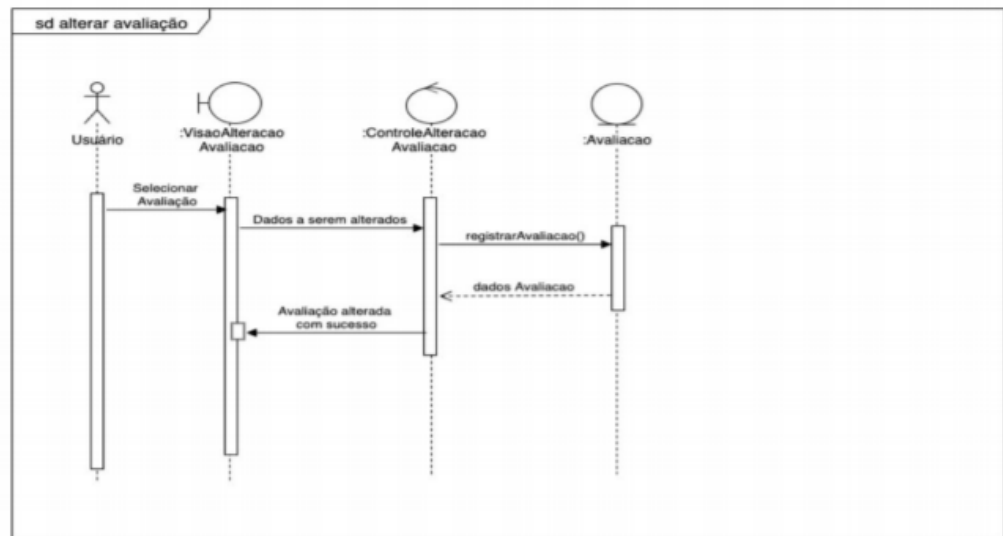 sd alterar avaliação
Usuário
:VisaoAlteracao
Avaliacao
:ControleAlteracao
Avaliacao
:Avaliacao
Selecionar
Avaliação
Dados a serem alterados
registrarAvaliacao()
dados Avaliacao
Avaliação alterada
com sucesso